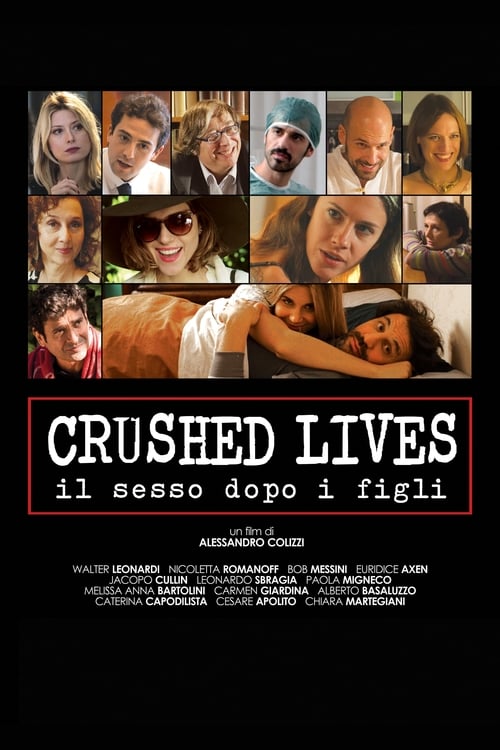 CRUSHED LIVES
il sesso dopo i figli
un film di
ALESSANDRO COLIZZI
WALTER LEONARDI NICOLETTA ROMANOFF BOB MESSINI EURIDICE AXEN
JACOPO CULLIN LEONARDO SBRAGIA PAOLA MIGNECO
MELISSA ANNA BARTOLINI CARMEN GIARDINA ALBERTO BASALUZZO
CATERINA CAPODILISTA CESARE APOLITO CHIARA MARTEGIANI